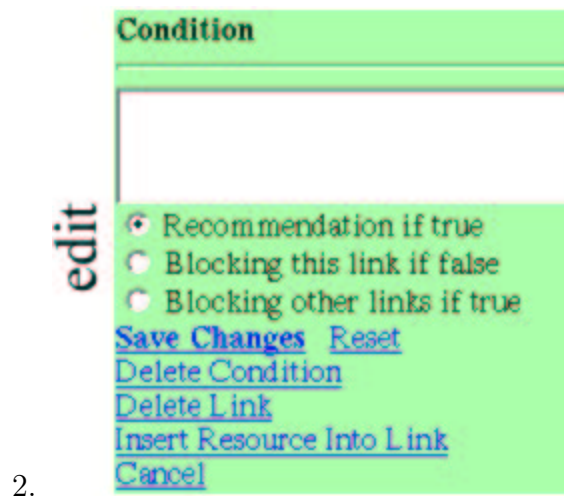 Condition
edit
Recommendation if true
Blocking this link if false
Blocking other links if true
Save Changes Reset
Delete Condition
Delete Link
Insert Resource Into Link
2. Cancel